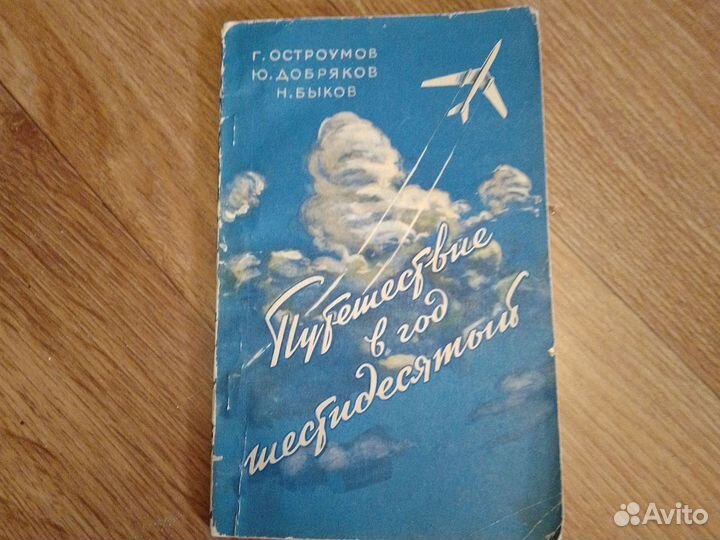 Г. ОСТРОУМОВ
Ю. ДОБРЯКОВ
Н. БЫКОВ
Путешествие
в год
шестидесятый
Avito